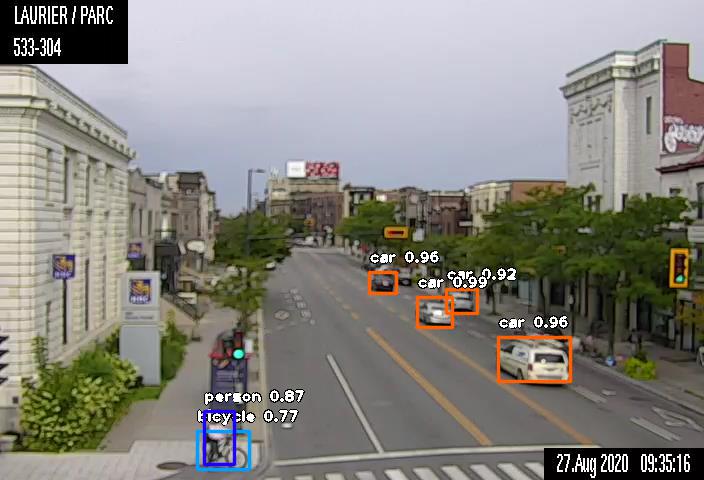 LAURIER / PARC
533-304
car 0.96
car 0.92
car 0.99
car 0.96
RBC
person 0.87
bicycle 0.77
27.Aug 2020 09:35:16